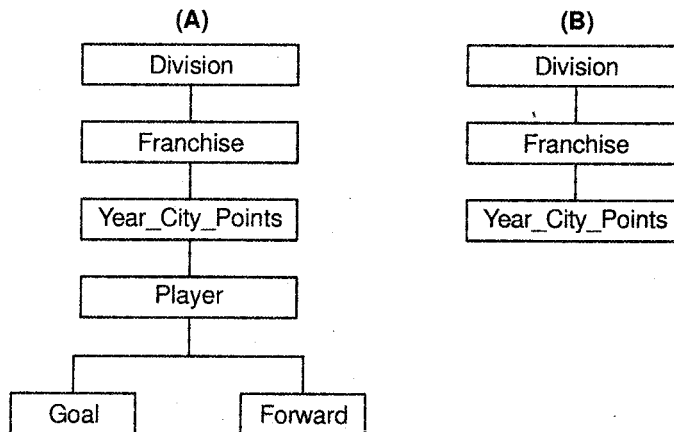 (A)
Division
Franchise
Year_City_Points
Player
Goal
Forward
(B)
Division
Franchise
Year_City_Points